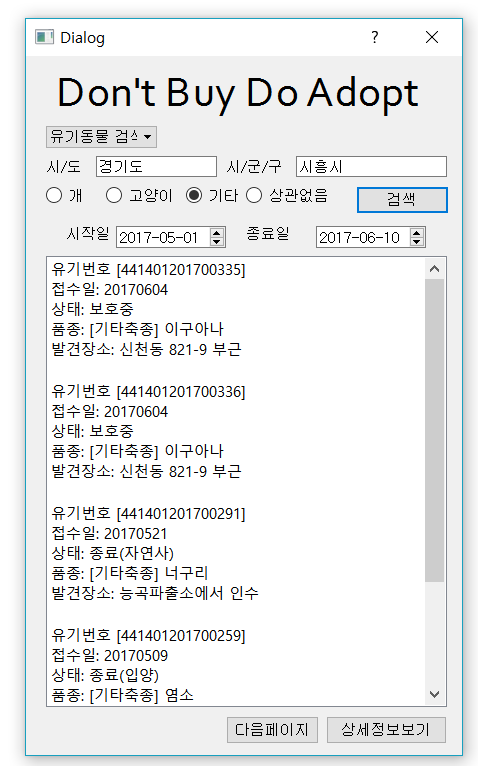 Dialog
Don't Buy Do Adopt
유기동물 검색
시/도 경기도 시/군/구 시흥시
개 고양이 기타 상관없음 검색
시작일 2017-05-01 종료일 2017-06-10
유기번호 [441401201700335]
접수일: 20170604
상태: 보호중
품종: [기타축종] 이구아나
발견장소: 신천동 821-9 부근
유기번호 [441401201700336]
접수일: 20170604
상태: 보호중
품종: [기타축종] 이구아나
발견장소: 신천동 821-9 부근
유기번호 [441401201700291]
접수일: 20170521
상태: 종료(자연사)
품종: [기타축종] 너구리
발견장소: 능곡파출소에서 인수
유기번호 [441401201700259]
접수일: 20170509
상태: 종료(입양)
품종: [기타축종] 염소
다음페이지 상세정보보기